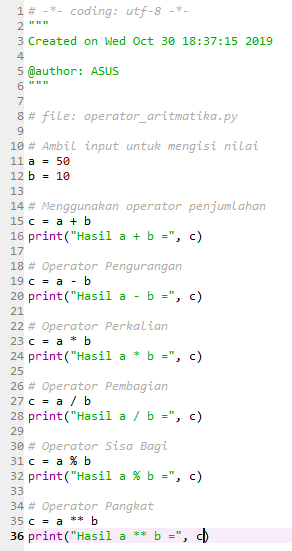 1 # -*- coding: utf-8 -*-
2 """
3 Created on Wed Oct 30 18:37:15 2019
4
5 @author: ASUS
6 """
7
8 # file: operator_aritmatika.py
9
10 # Ambil input untuk mengisi nilai
11 a = 50
12 b = 10
13
14 # Menggunakan operator penjumlahan
15 c = a + b
16 print("Hasil a + b =", c)
17
18 # Operator Pengurangan
19 c = a - b
20 print("Hasil a - b =", c)
21
22 # Operator Perkalian
23 c = a * b
24 print("Hasil a * b =", c)
25
26 # Operator Pembagian
27 c = a / b
28 print("Hasil a / b =", c)
29
30 # Operator Sisa Bagi
31 c = a % b
32 print("Hasil a % b =", c)
33
34 # Operator Pangkat
35 c = a ** b
36 print("Hasil a ** b =", c)